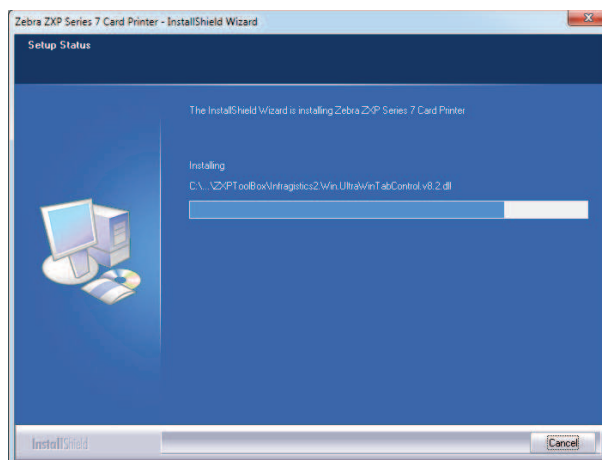 Zebra ZXP Series 7 Card Printer - InstallShield Wizard
Setup Status
The InstallShield Wizard is installing Zebra ZXP Series 7 Card Printer
Installing
C:\...\ZXPToolBox\Infragistics2.Win.UltraWinTabControl.v8.2.dll
InstallShield
Cancel